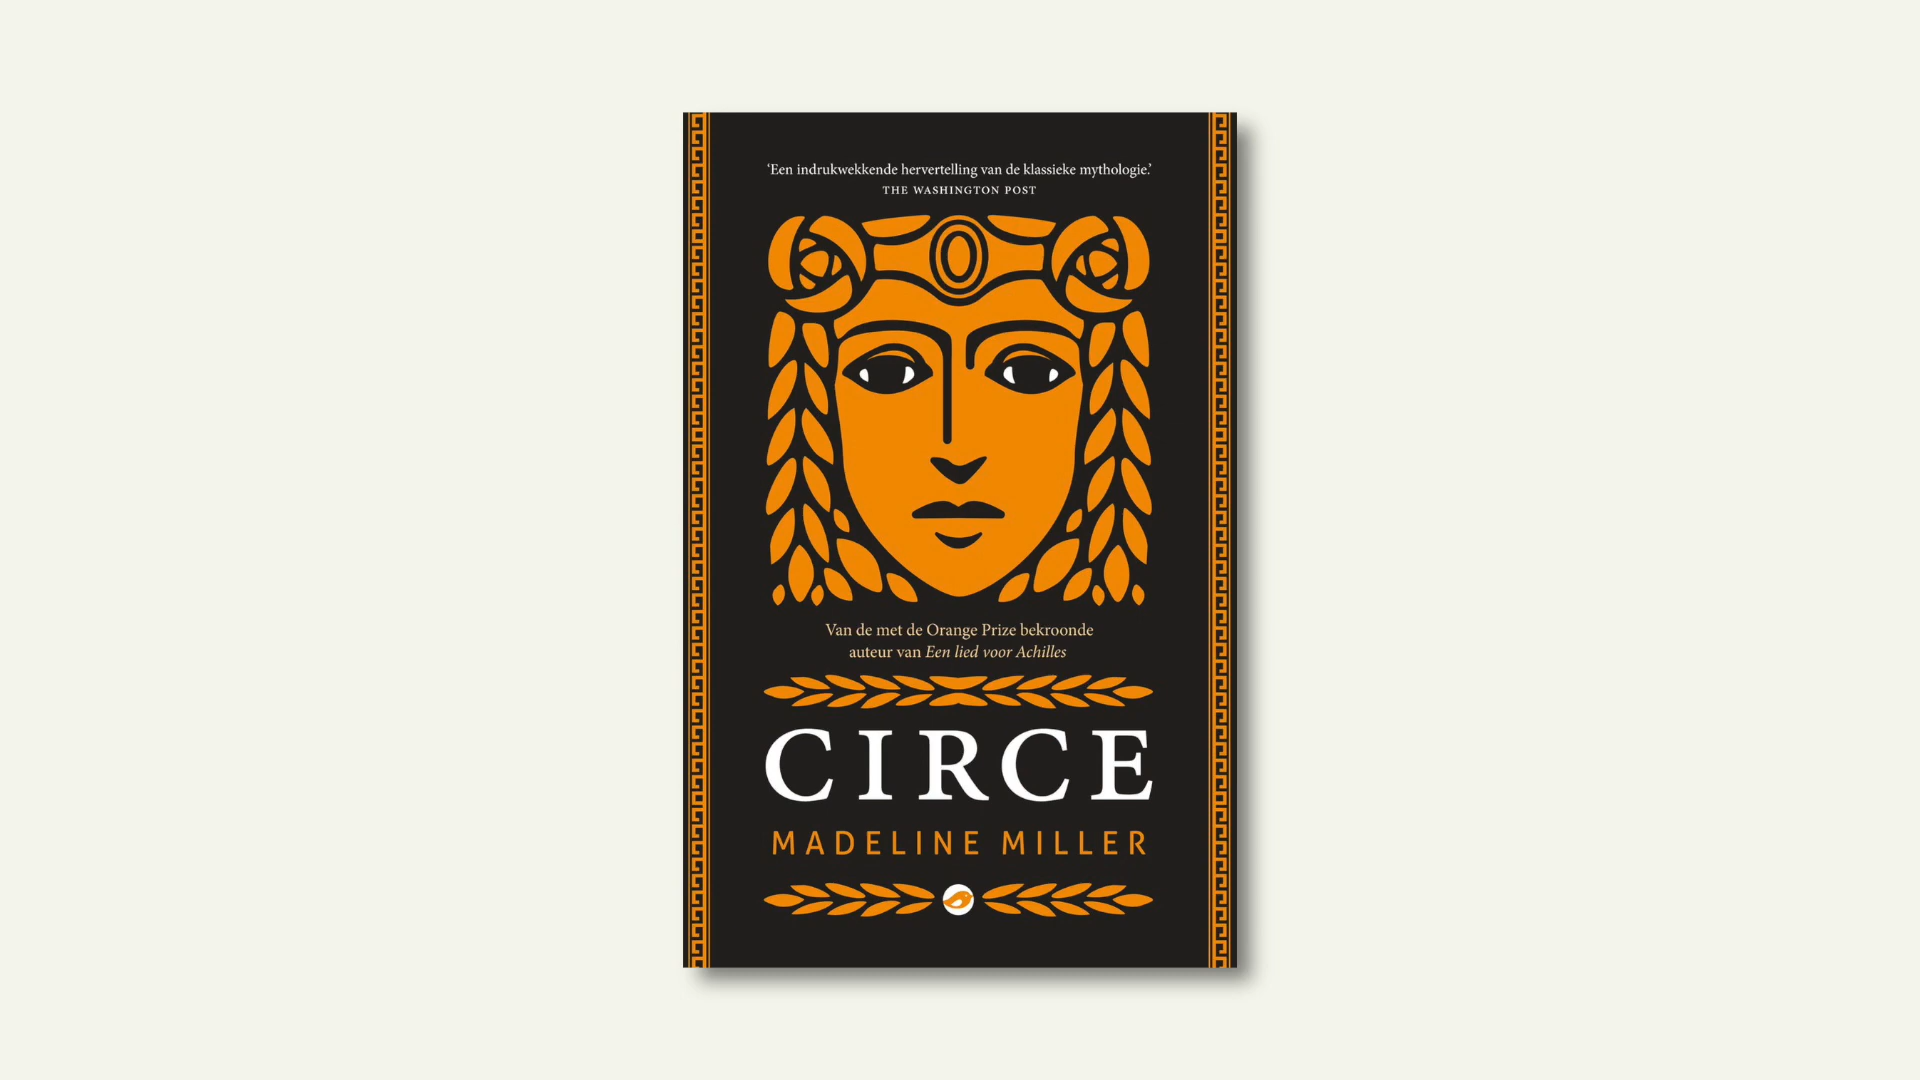 ‘Een indrukwekkende hervertelling van de klassieke mythologie.’
THE WASHINGTON POST
Van de met de Orange Prize bekroonde
auteur van Een lied voor Achilles
CIRCE
MADELINE MILLER